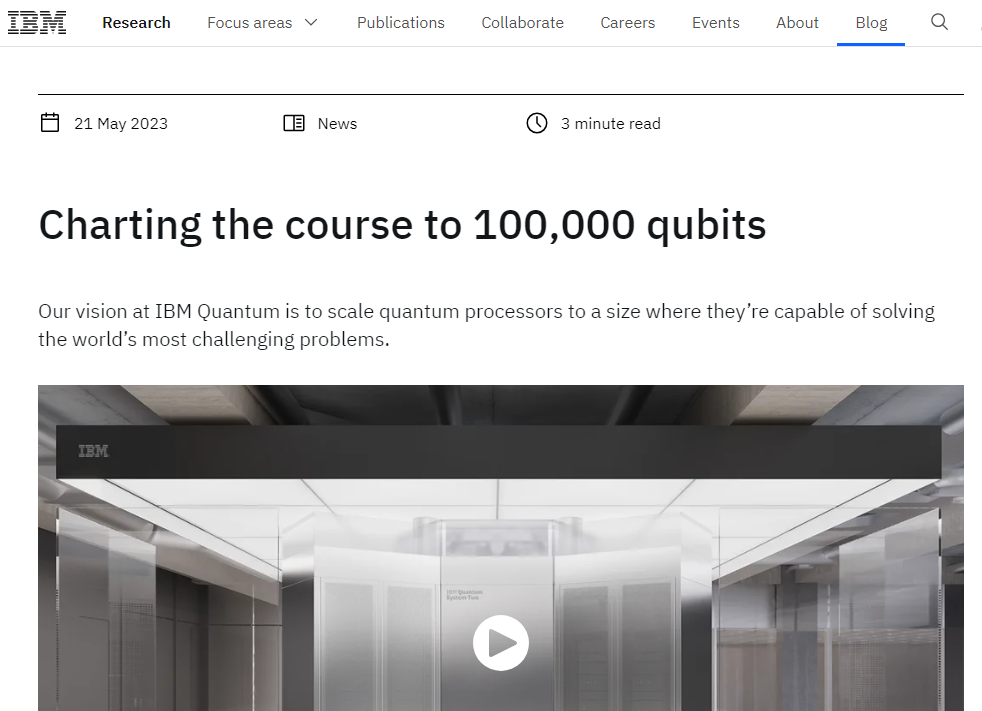 IBM Research Focus areas Publications Collaborate Careers Events About Blog
21 May 2023 News 3 minute read
Charting the course to 100,000 qubits
Our vision at IBM Quantum is to scale quantum processors to a size where they’re capable of solving
the world’s most challenging problems.
IBM
IBM Quantum
System Two